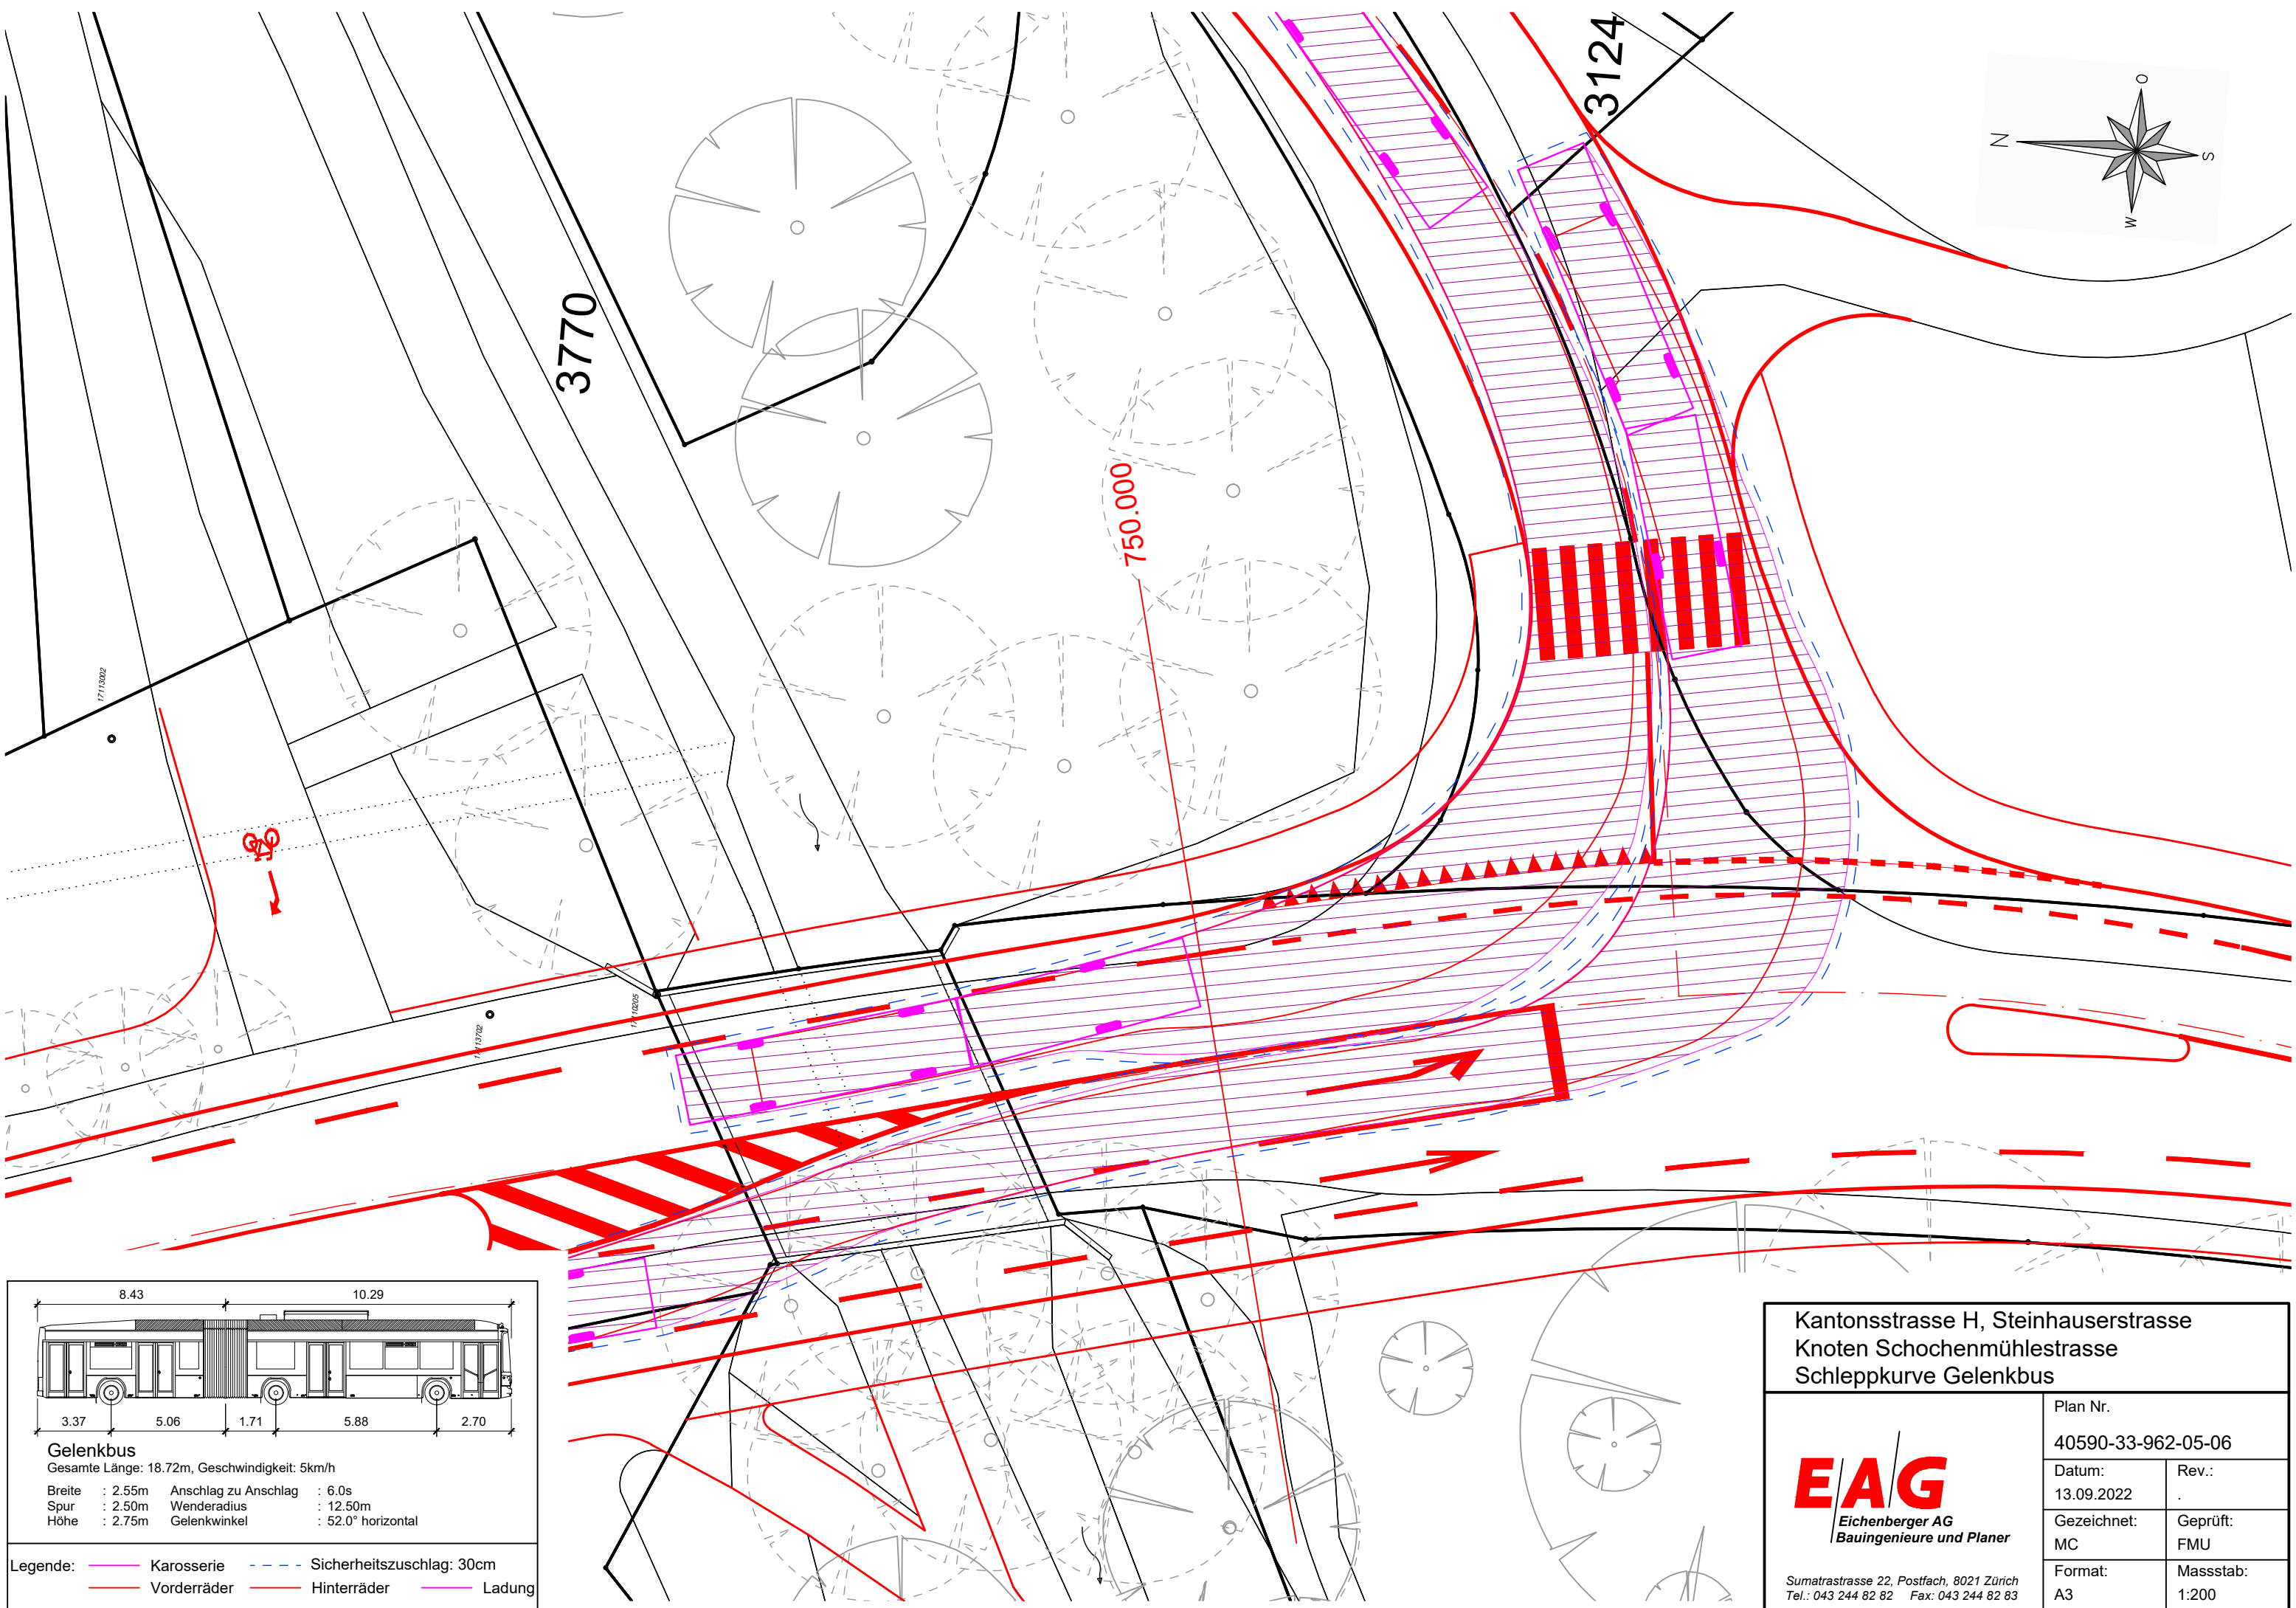 3124
N
O
S
W
3770
750.000
17113002
17113702
8.43
10.29
3.37
5.06
1.71
5.88
2.70
Gelenkbus
Gesamte Länge: 18.72m, Geschwindigkeit: 5km/h
Breite : 2.55m Anschlag zu Anschlag : 6.0s
Spur : 2.50m Wenderadius : 12.50m
Höhe : 2.75m Gelenkwinkel : 52.0° horizontal
Legende: Karosserie Sicherheitszuschlag: 30cm
Vorderräder Hinterräder Ladung
Kantonsstrasse H, Steinhauserstrasse
Knoten Schochenmühlestrasse
Schleppkurve Gelenkbus
EAG
Eichenberger AG
Bauingenieure und Planer
Sumatrastrasse 22, Postfach, 8021 Zürich
Tel.: 043 244 82 82 Fax: 043 244 82 83
Plan Nr.
40590-33-962-05-06
Datum: Rev.:
13.09.2022 .
Gezeichnet: Geprüft:
MC FMU
Format: Massstab:
A3 1:200